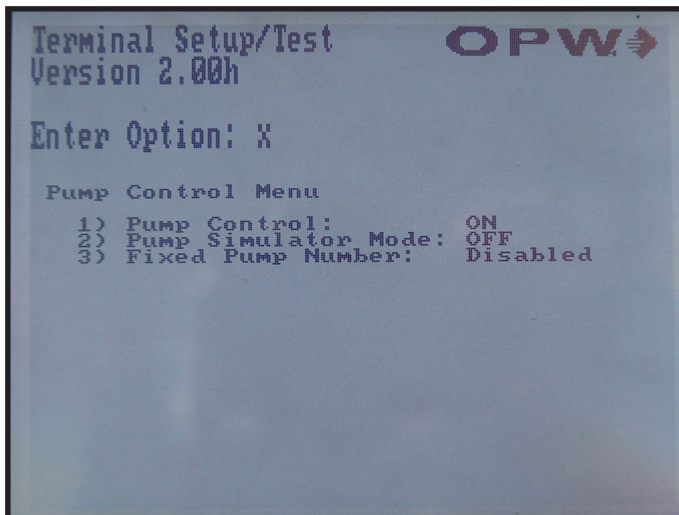 Terminal Setup/Test OPW
Version 2.00h
Enter Option: X
Pump Control Menu
1) Pump Control: ON
2) Pump Simulator Mode: OFF
3) Fixed Pump Number: Disabled